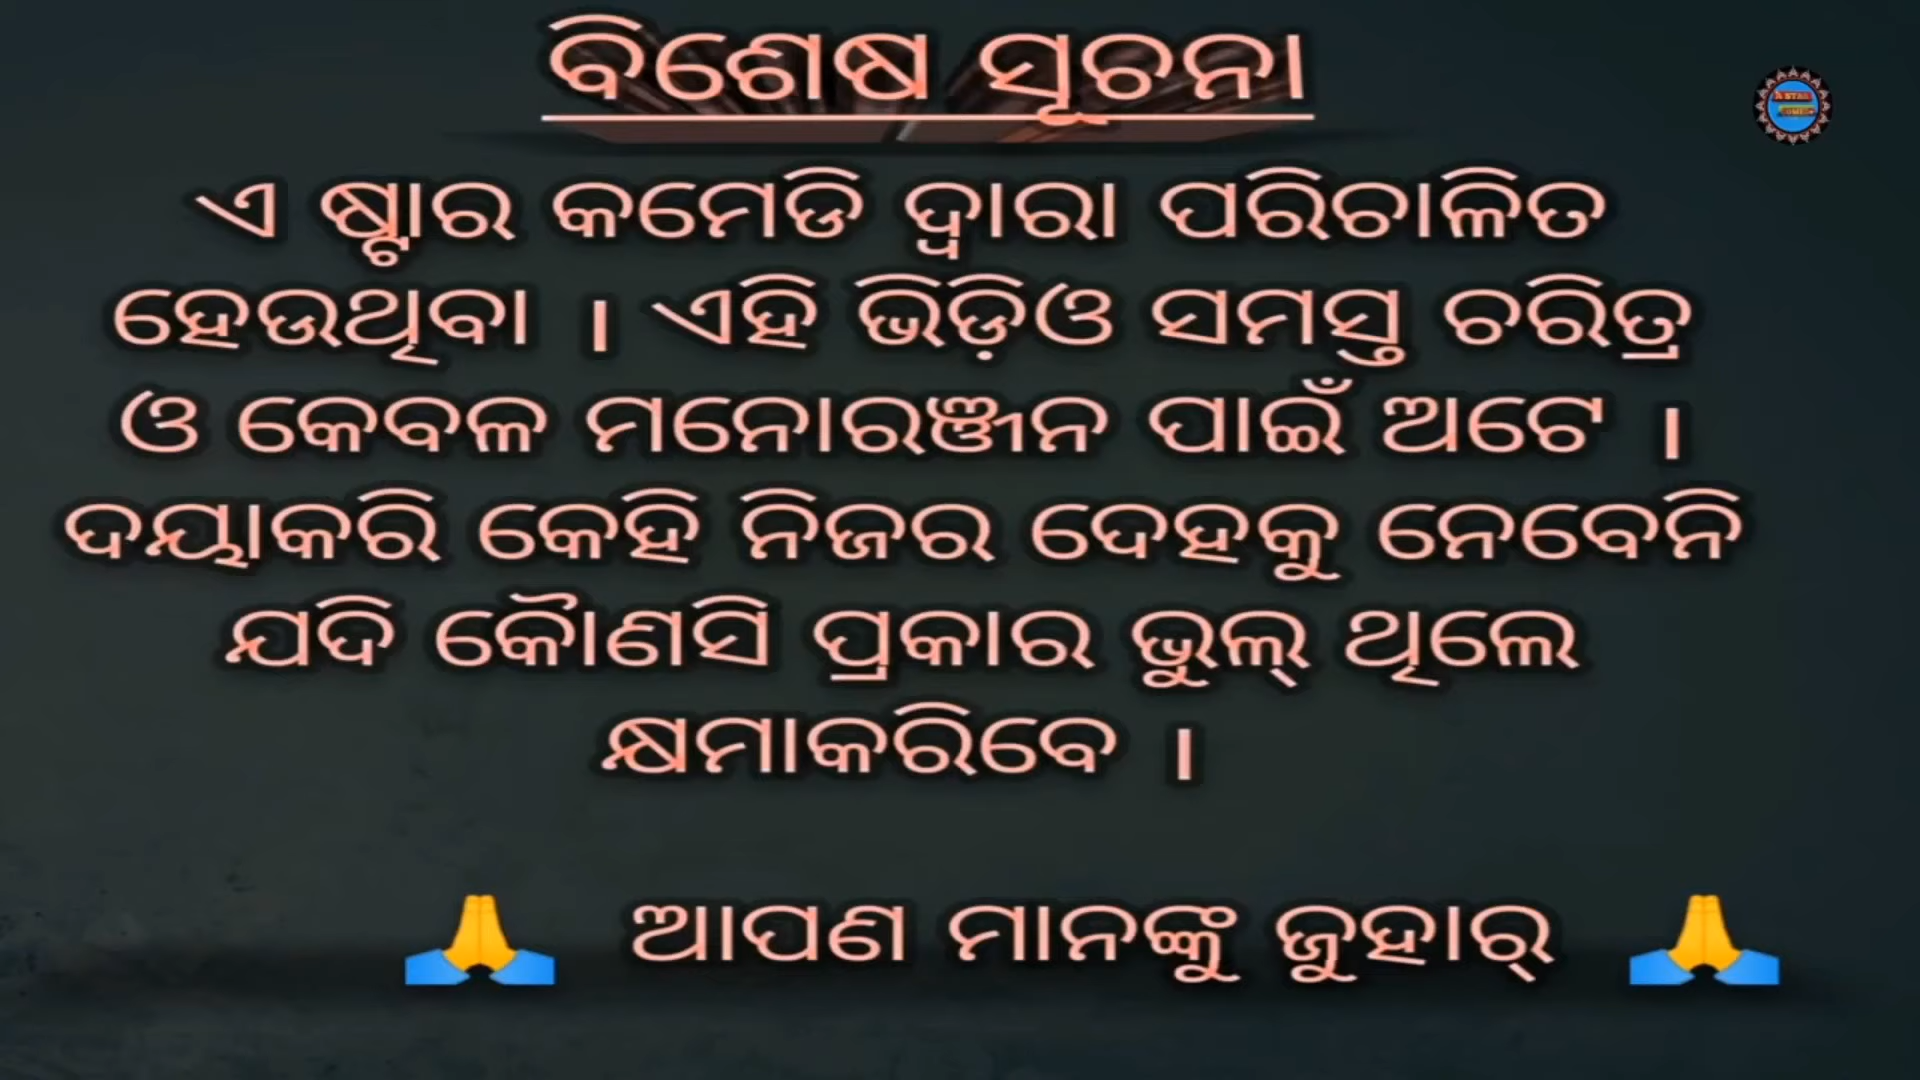 ବିଶେଷ ସୂଚନା
ଏ ଷ୍ଟାର କମେଡି ଦ୍ୱାରା ପରିଚାଳିତ
ହେଉଥିବା । ଏହି ଭିଡ଼ିଓ ସମସ୍ତ ଚରିତ୍ର
ଓ କେବଳ ମନୋରଞ୍ଜନ ପାଇଁ ଅଟେ ।
ଦୟାକରି କେହି ନିଜର ଦେହକୁ ନେବେନି
ଯଦି କୌଣସି ପ୍ରକାର ଭୁଲ୍ ଥିଲେ
କ୍ଷମାକରିବେ ।
🙏 ଆପଣ ମାନଙ୍କୁ ଜୁହାର୍ 🙏